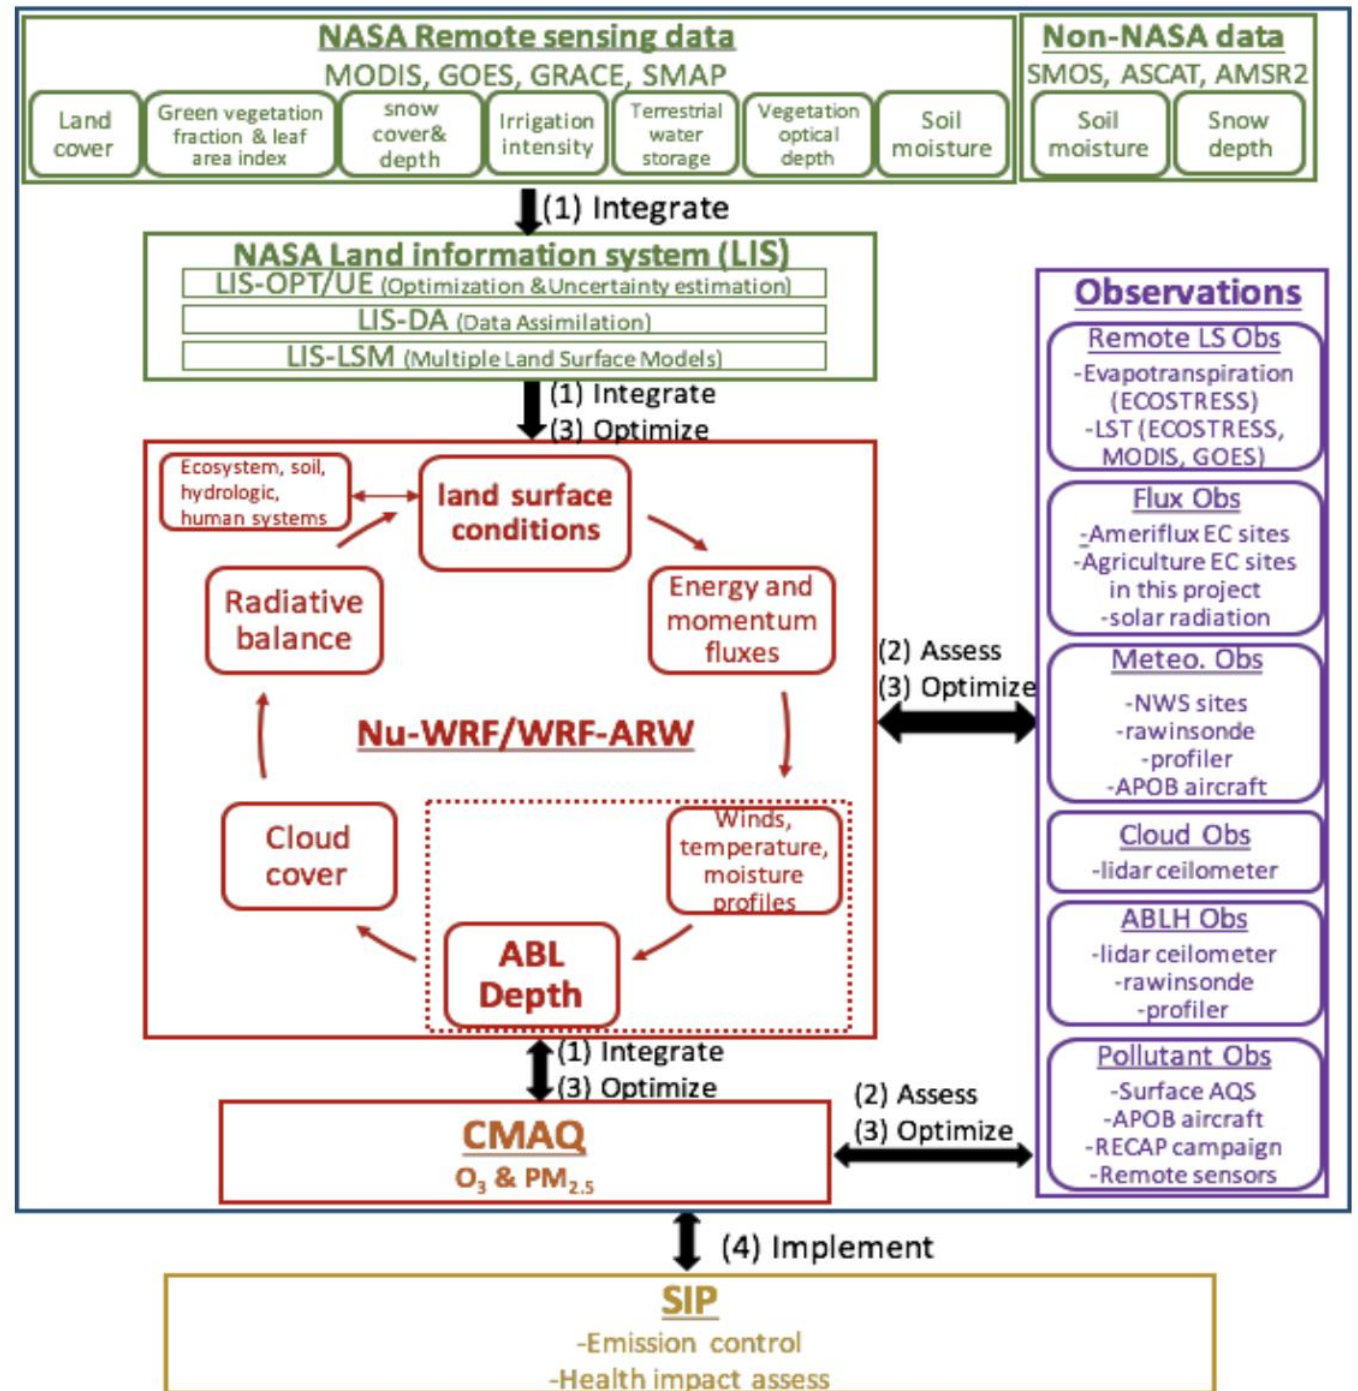 NASA Remote sensing data
MODIS, GOES, GRACE, SMAP
Land
cover
Green vegetation
fraction & leaf
area index
snow
cover&
depth
Irrigation
intensity
Terrestrial
water
storage
Vegetation
optical
depth
Soil
moisture
Non-NASA data
SMOS, ASCAT, AMSR2
Soil
moisture
Snow
depth
(1) Integrate
NASA Land information system (LIS)
LIS-OPT/UE (Optimization &Uncertainty estimation)
LIS-DA (Data Assimilation)
LIS-LSM (Multiple Land Surface Models)
(1) Integrate
(3) Optimize
Ecosystem, soil,
hydrologic,
human systems
land surface
conditions
Radiative
balance
Energy and
momentum
fluxes
Nu-WRF/WRF-ARW
Cloud
cover
Winds,
temperature,
moisture
profiles
ABL
Depth
(2) Assess
(3) Optimize
Observations
Remote LS Obs
-Evapotranspiration
(ECOSTRESS)
-LST (ECOSTRESS,
MODIS, GOES)
Flux Obs
-Ameriflux EC sites
-Agriculture EC sites
in this project
-solar radiation
Meteo. Obs
-NWS sites
-rawinsonde
-profiler
-APOB aircraft
Cloud Obs
-lidar ceilometer
ABLH Obs
-lidar ceilometer
-rawinsonde
-profiler
Pollutant Obs
-Surface AQS
-APOB aircraft
-RECAP campaign
-Remote sensors
(1) Integrate
(3) Optimize
(2) Assess
(3) Optimize
CMAQ
O₃ & PM₂.₅
(4) Implement
SIP
-Emission control
-Health impact assess